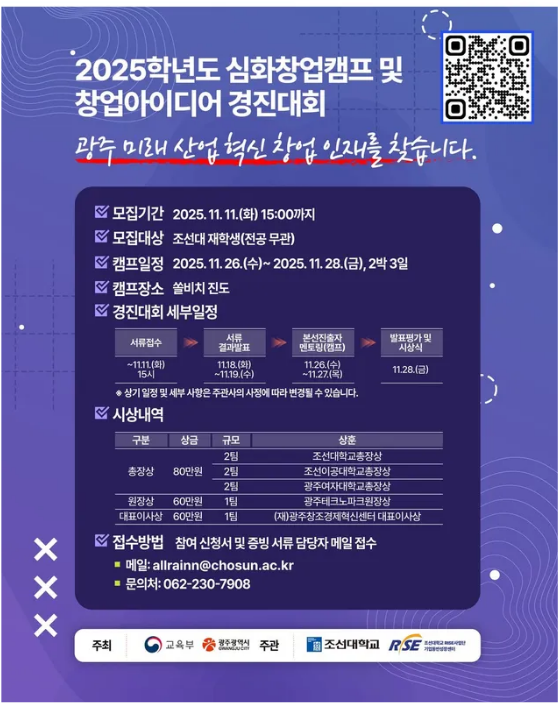 2025학년도 심화창업캠프 및
창업아이디어 경진대회
광주 미래 산업 혁신 창업 인재를 찾습니다.
모집기간 2025. 11. 11.(화) 15:00까지
모집대상 조선대 재학생(전공 무관)
캠프일정 2025. 11. 26.(수)~ 2025. 11. 28.(금), 2박 3일
캠프장소 쏠비치 진도
경진대회 세부일정
서류접수
~11.11.(화)
15시
서류
결과발표
11.18.(화)
~11.19.(수)
본선진출자
멘토링(캠프)
11.26.(수)
~11.27.(목)
발표평가 및
시상식
11.28.(금)
※ 상기 일정 및 세부 사항은 주관사의 사정에 따라 변경될 수 있습니다.
시상내역
구분 상금 규모 상훈
총장상 80만원 2팀 조선대학교총장상
2팀 조선이공대학교총장상
2팀 광주여자대학교총장상
원장상 60만원 1팀 광주테크노파크원장상
대표이사상 60만원 1팀 (재)광주창조경제혁신센터 대표이사상
접수방법 참여 신청서 및 증빙 서류 담당자 메일 접수
메일: allrainn@chosun.ac.kr
문의처: 062-230-7908
주최 교육부 광주광역시 GWANGJU CITY 주관 조선대학교 RISE 조선대학교 RISE사업단